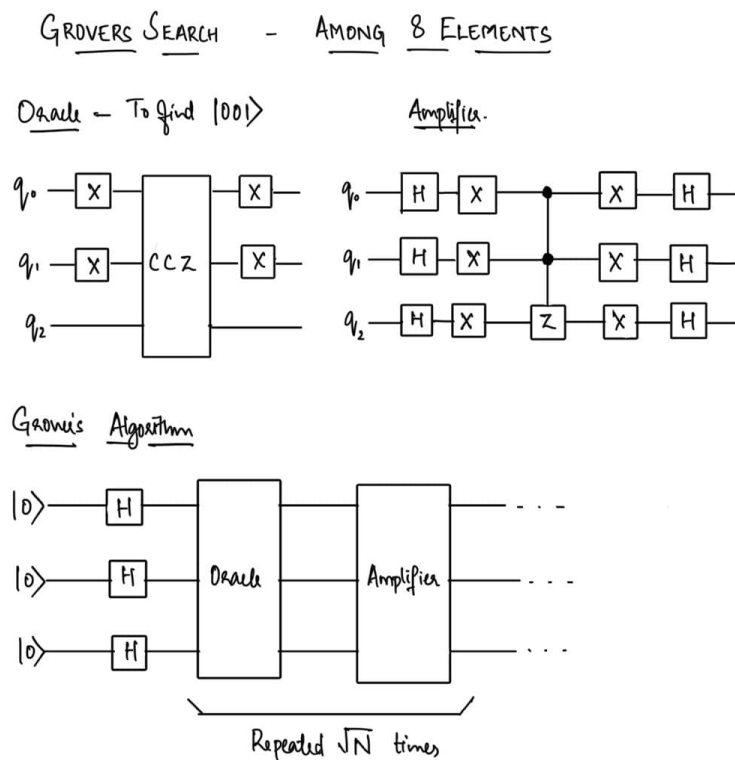 GROVERS SEARCH - AMONG 8 ELEMENTS
Oracle - To find |001⟩
Amplifier.
q₀ X X
q₁ X CCZ X
q₂
q₀ H X X H
q₁ H X X H
q₂ H X Z X H
Grover's Algorithm
|0⟩ H
|0⟩ H Oracle Amplifier
|0⟩ H
Repeated √N times